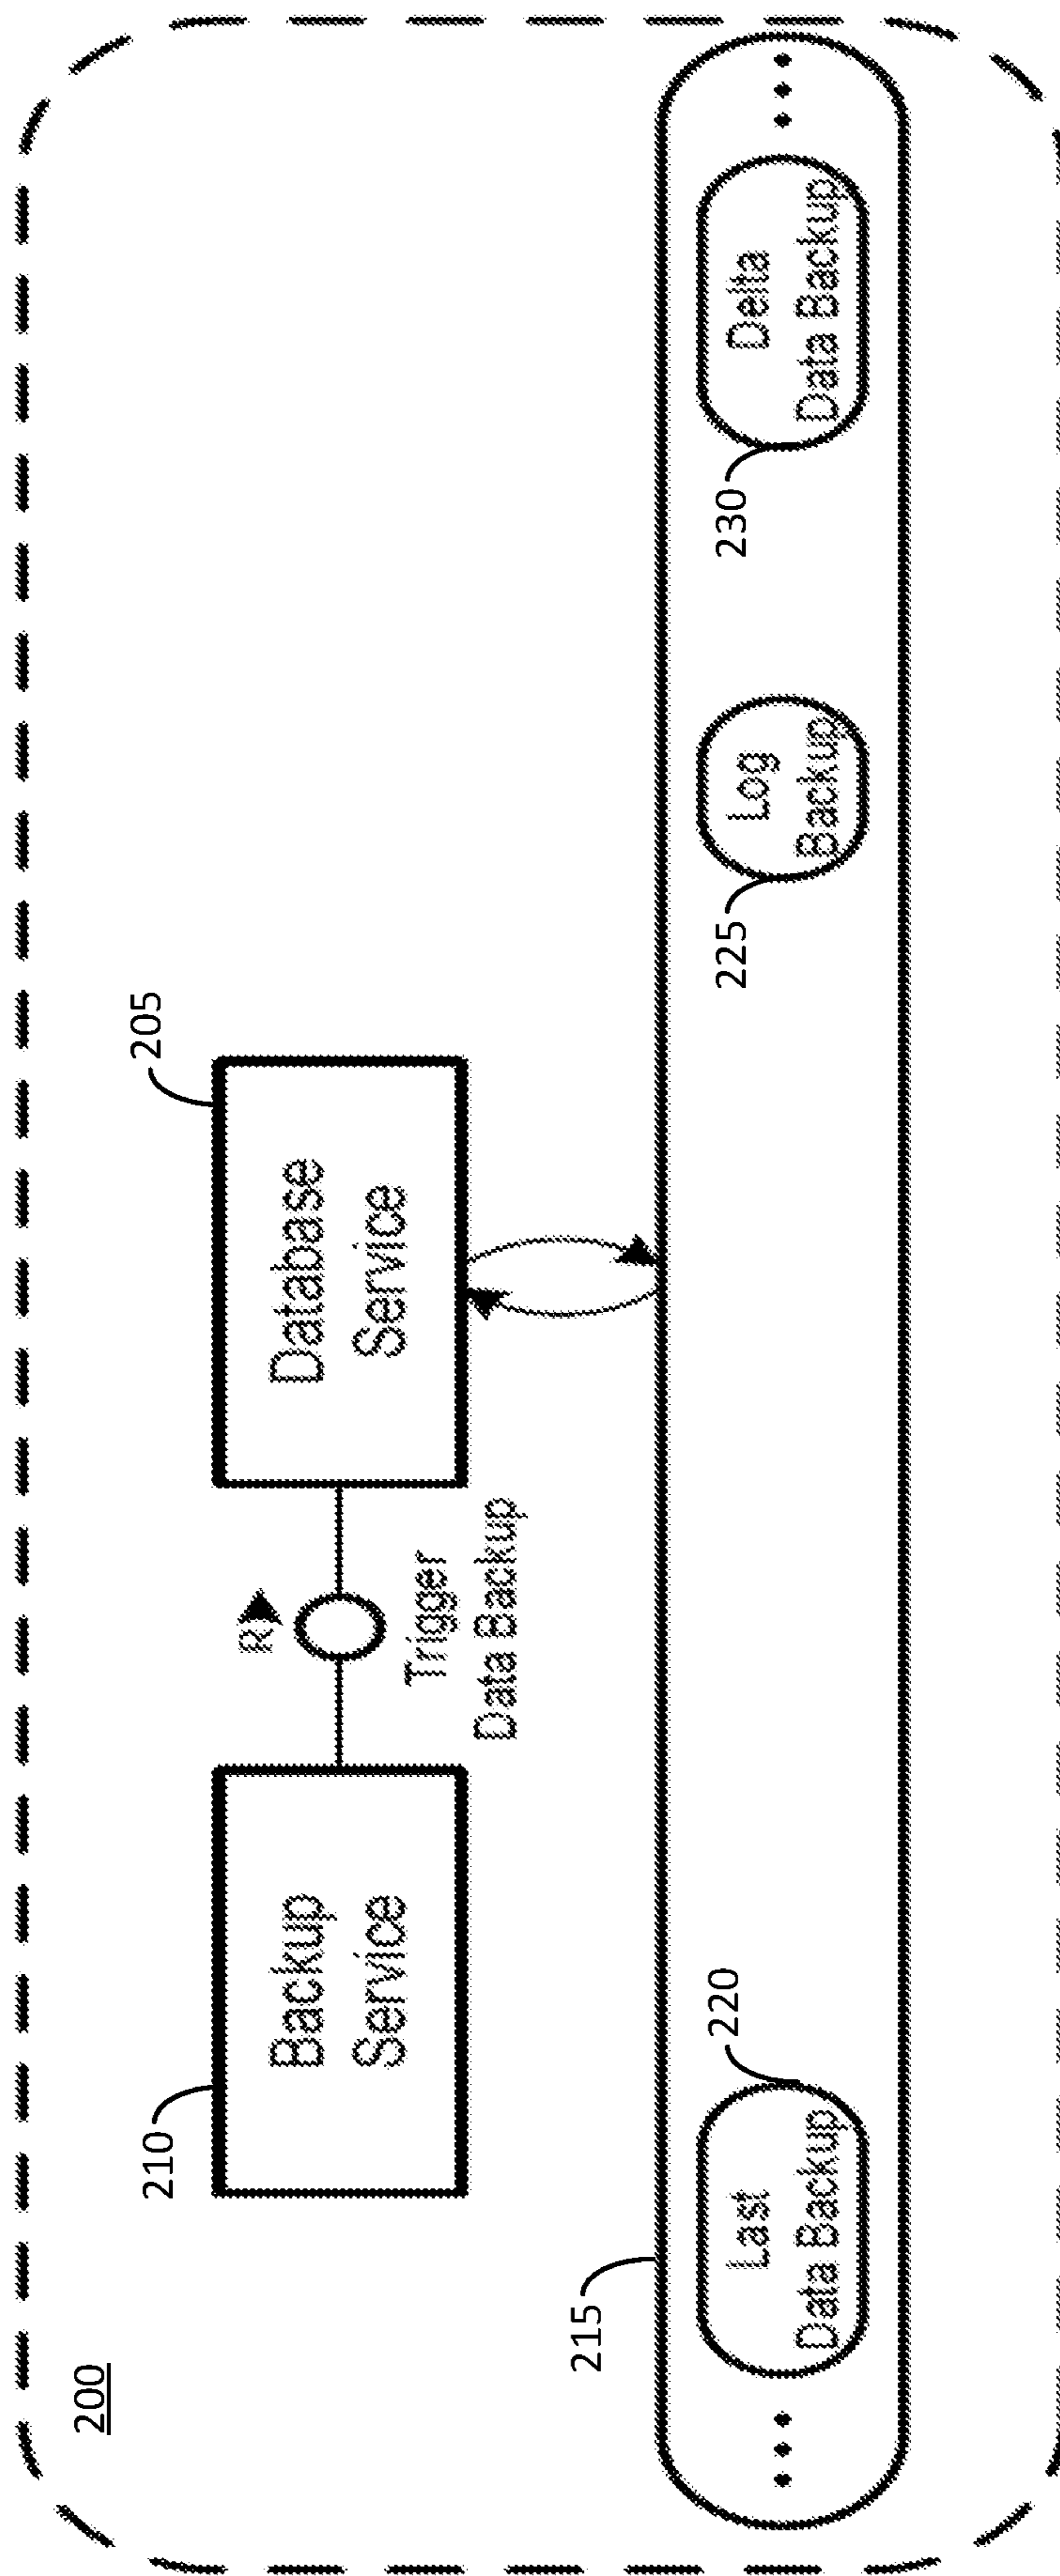 200
210
Backup
Service
R
Trigger
Data Backup
205
Database
Service
215
Last
Data Backup
220
225
Log
Backup
230
Delta
Data Backup